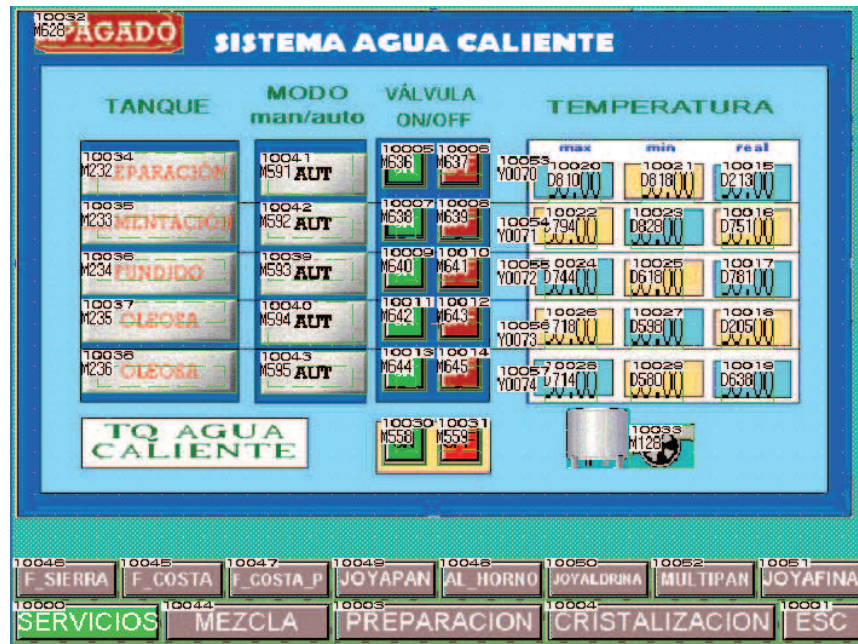 10032
M628 APAGADO SISTEMA AGUA CALIENTE
TANQUE MODO man/auto VÁLVULA ON/OFF TEMPERATURA
max min real
10034 10041 10005 10006 10053 10020 10021 10015
M232 EPARACIÓN M591 AUT M636 M637 Y0070 D810 D818 D213
10035 10042 10007 10008 10054 10022 10023 10016
M233 MENTACIÓN M592 AUT M638 M639 Y0071 794 D828 D751
10036 10039 10009 10010 10055 10024 10025 10017
M234 FUNDIDO M593 AUT M640 M641 Y0072 D744 D618 D781
10037 10040 10011 10012 10056 10026 10027 10018
M235 OLEOSA M594 AUT M642 M643 Y0073 718 D598 D205
10038 10043 10013 10014 10057 10028 10029 10019
M236 OLEOSA M595 AUT M644 M645 Y0074 D714 D580 D638
TQ AGUA CALIENTE 10030 10031 10033
M558 M559 M128
10046 10045 10047 10049 10048 10050 10052 10051
F_SIERRA F_COSTA F_COSTA_P JOYAPAN AL_HORNO JOYALDRINA MULTIPAN JOYAFINA
10000 10044 10003 10004 10001
SERVICIOS MEZCLA PREPARACION CRISTALIZACION ESC